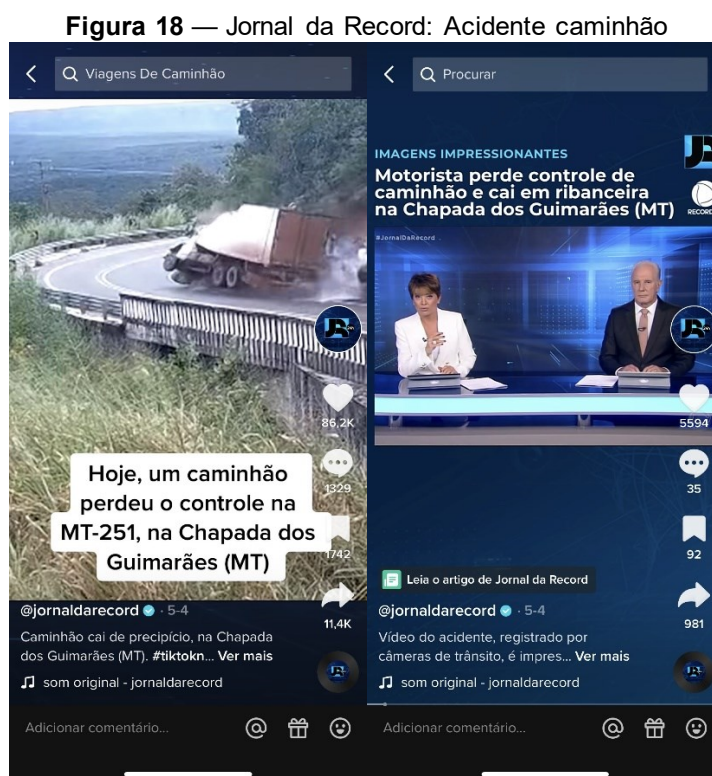 Figura 18 — Jornal da Record: Acidente caminhão
Viagens De Caminhão
Hoje, um caminhão
perdeu o controle na
MT-251, na Chapada dos
Guimarães (MT)
86,2K
1329
1742
11,4K
@jornaldarecord · 5-4
Caminhão cai de precipício, na Chapada
dos Guimarães (MT). #tiktokn... Ver mais
som original - jornaldarecord
Adicionar comentário...
Procurar
IMAGENS IMPRESSIONANTES
Motorista perde controle de
caminhão e cai em ribanceira
na Chapada dos Guimarães (MT)
RECORD
#JornalDaRecord
5594
35
92
981
Leia o artigo de Jornal da Record
@jornaldarecord · 5-4
Vídeo do acidente, registrado por
câmeras de trânsito, é impres... Ver mais
som original - jornaldarecord
Adicionar comentário...